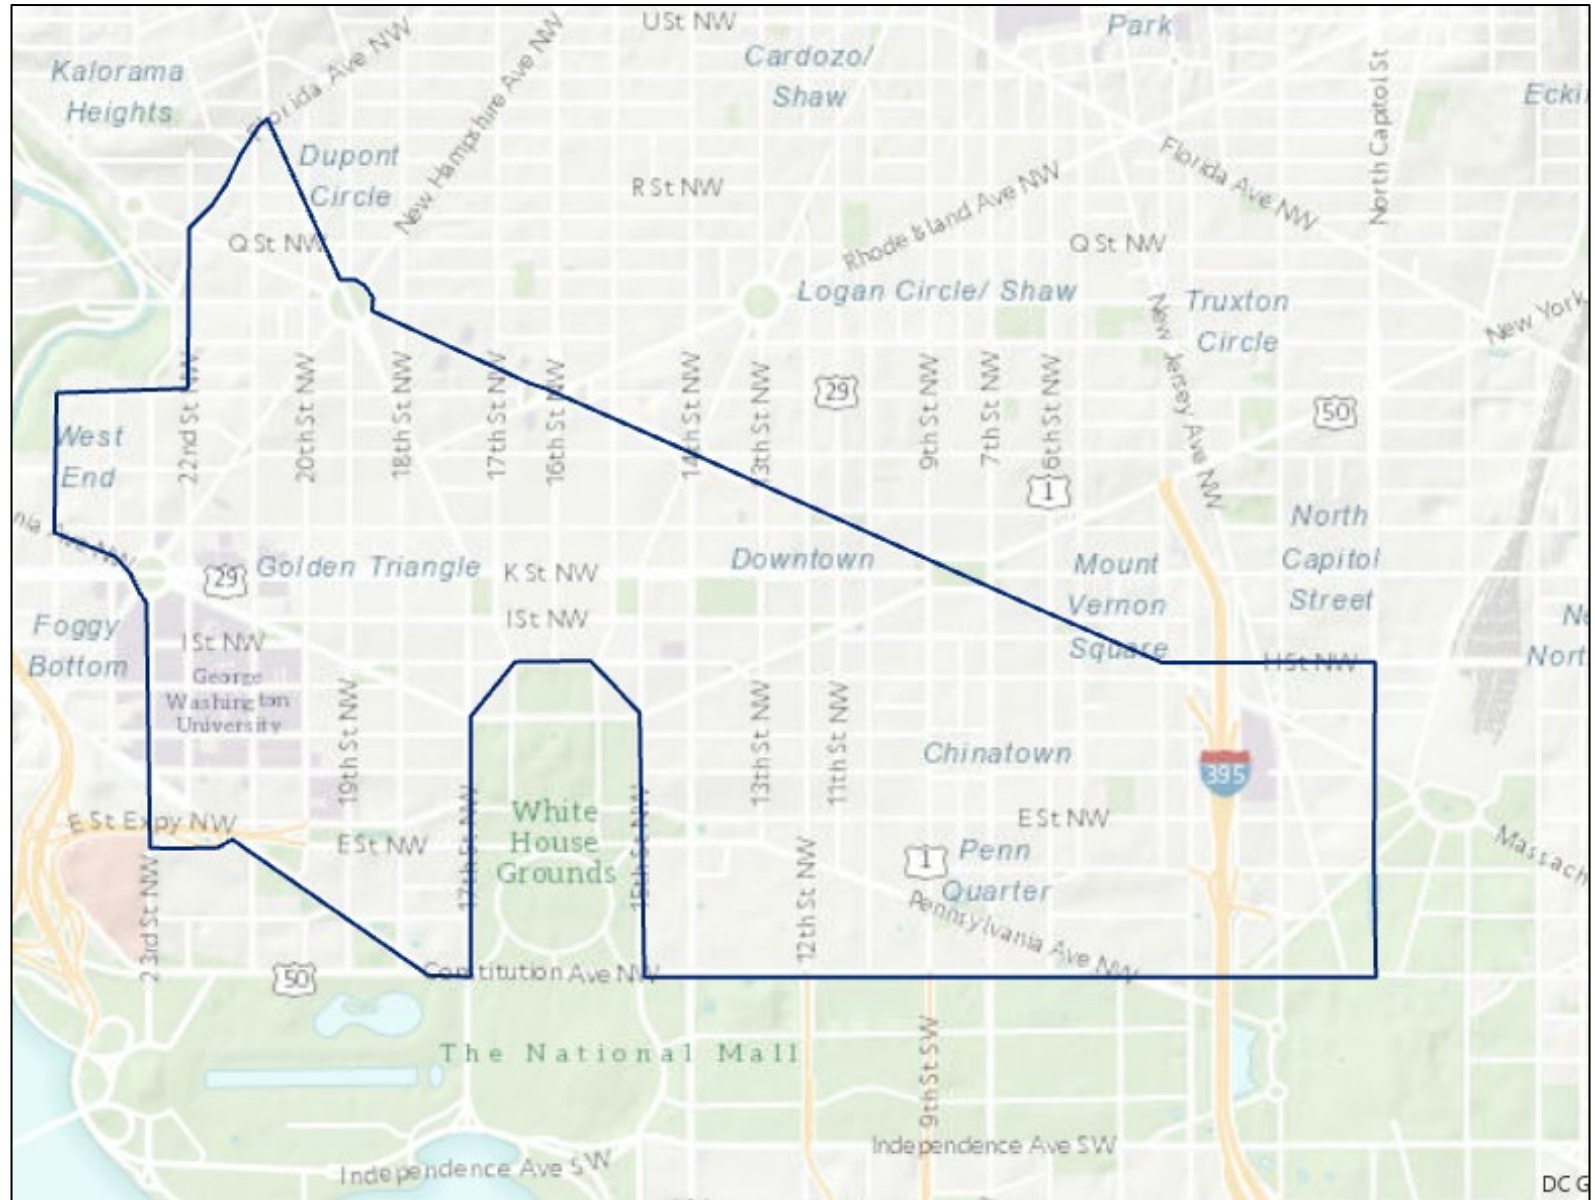 USt NW
Park
Kalorama
Heights
Florida Ave NW
New Hampshire Ave NW
Cardozo/
Shaw
North Capitol St
Dupont
Circle
R St NW
Rhode Island Ave NW
Florida Ave NW
Q St NW
Q St NW
Logan Circle/ Shaw
Truxton
Circle
New York
New Jersey Ave NW
22nd St NW
20th St NW
18th St NW
17th St NW
16th St NW
14th St NW
13th St NW
29
9th St NW
7th St NW
6th St NW
50
West
End
1
North
Capitol
Street
29
Golden Triangle
K St NW
Downtown
Mount
Vernon
Square
I St NW
Foggy
Bottom
I St NW
George
Washington
University
H St NW
19th St NW
13th St NW
11th St NW
Chinatown
395
E St Expy NW
E St NW
17th St NW
White
House
Grounds
15th St NW
E St NW
1
Penn
Quarter
12th St NW
Pennsylvania Ave NW
23rd St NW
50
Constitution Ave NW
The National Mall
9th St SW
Independence Ave SW
Independence Ave SW